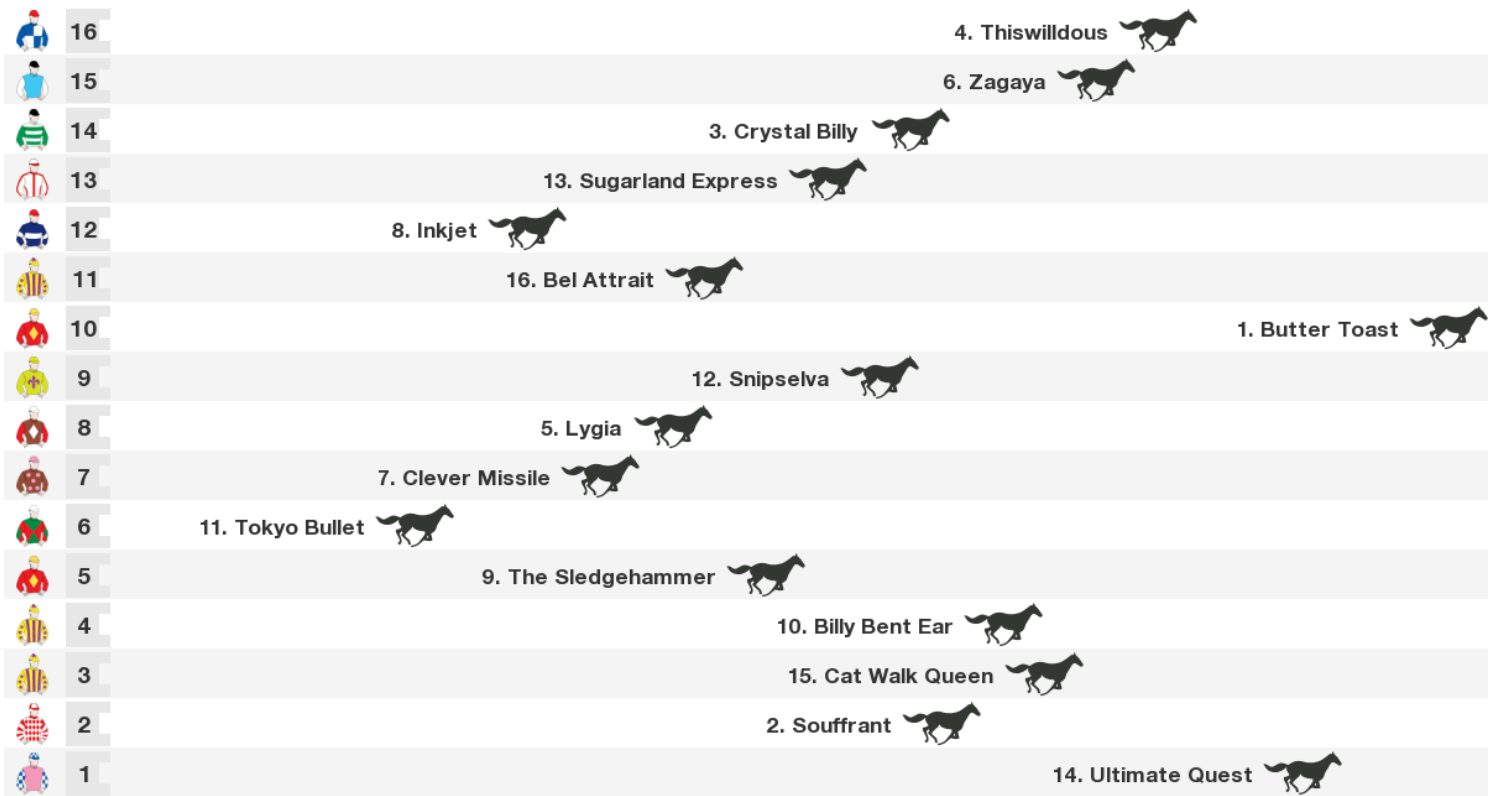 16 4. Thiswilldous
15 6. Zagaya
14 3. Crystal Billy
13 13. Sugarland Express
12 8. Inkjet
11 16. Bel Attrait
10 1. Butter Toast
9 12. Snipselva
8 5. Lygia
7 7. Clever Missile
6 11. Tokyo Bullet
5 9. The Sledgehammer
4 10. Billy Bent Ear
3 15. Cat Walk Queen
2 2. Souffrant
1 14. Ultimate Quest